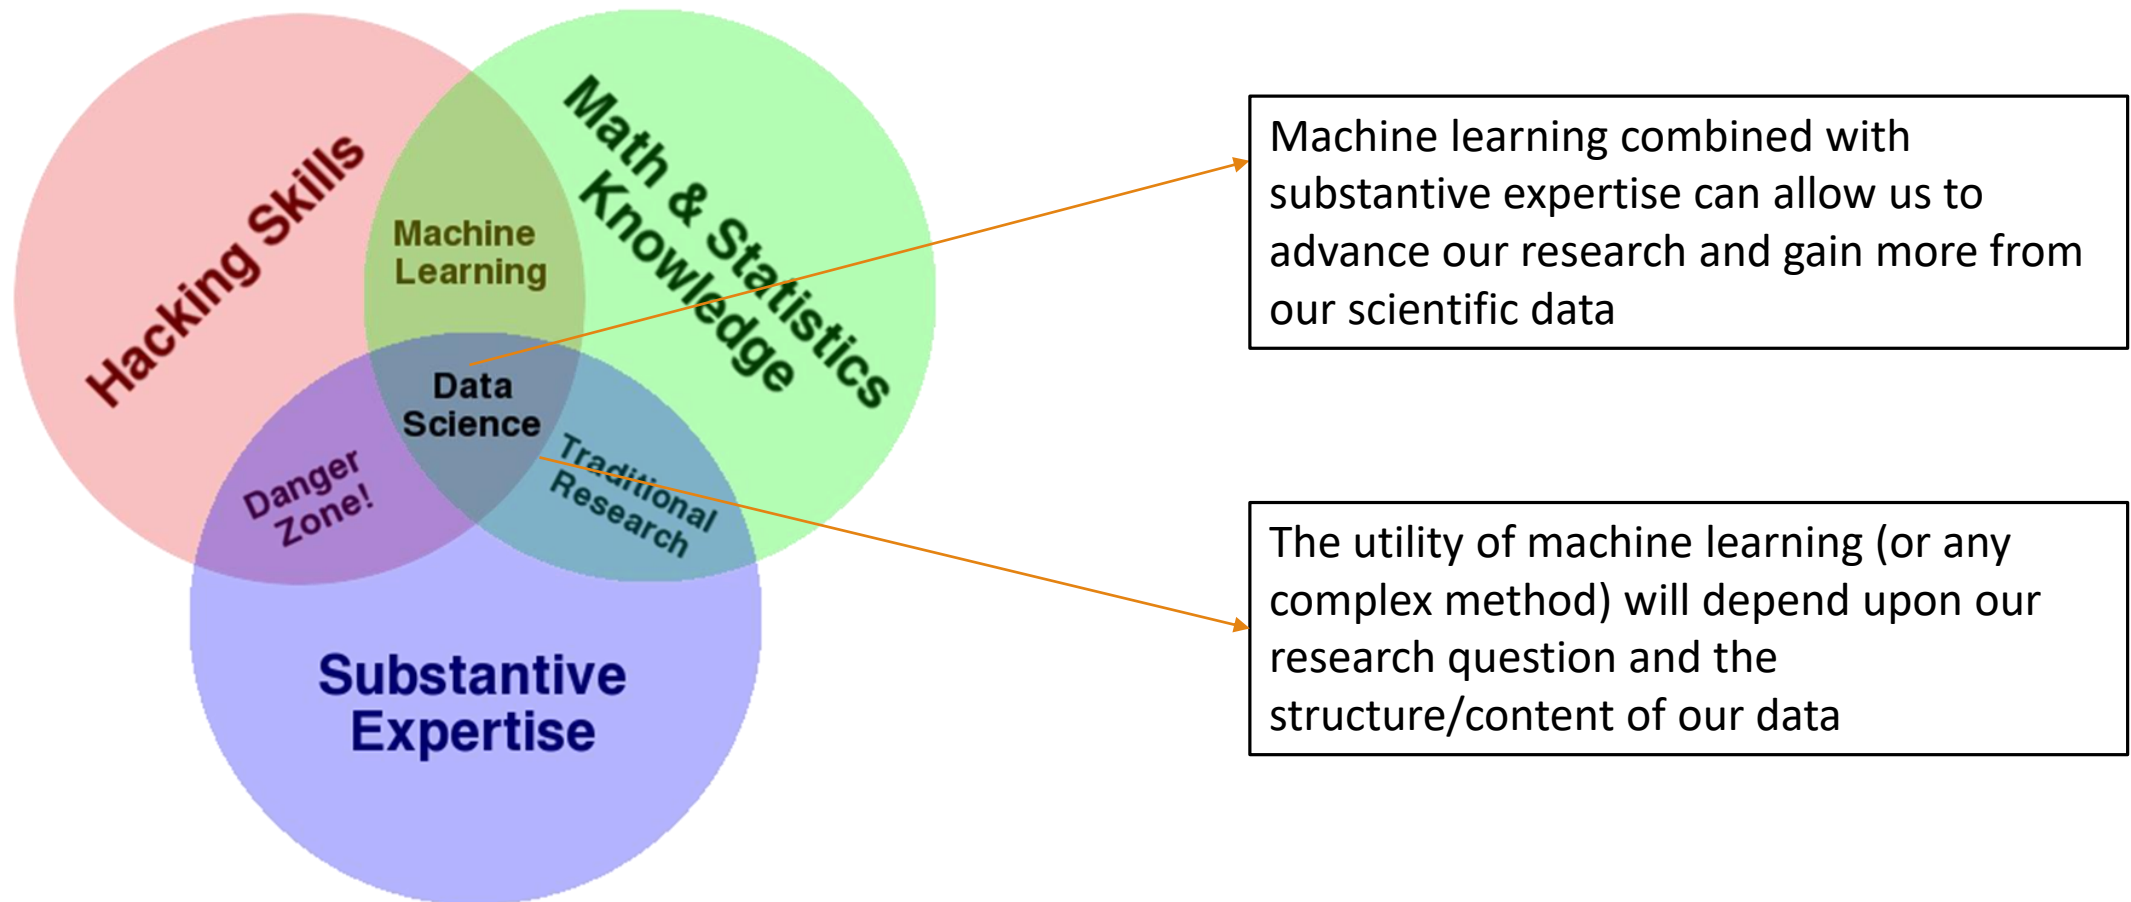 Hacking Skills
Math & Statistics
Knowledge
Machine
Learning
Data
Science
Danger
Zone!
Traditional
Research
Substantive
Expertise
Machine learning combined with
substantive expertise can allow us to
advance our research and gain more from
our scientific data
The utility of machine learning (or any
complex method) will depend upon our
research question and the
structure/content of our data